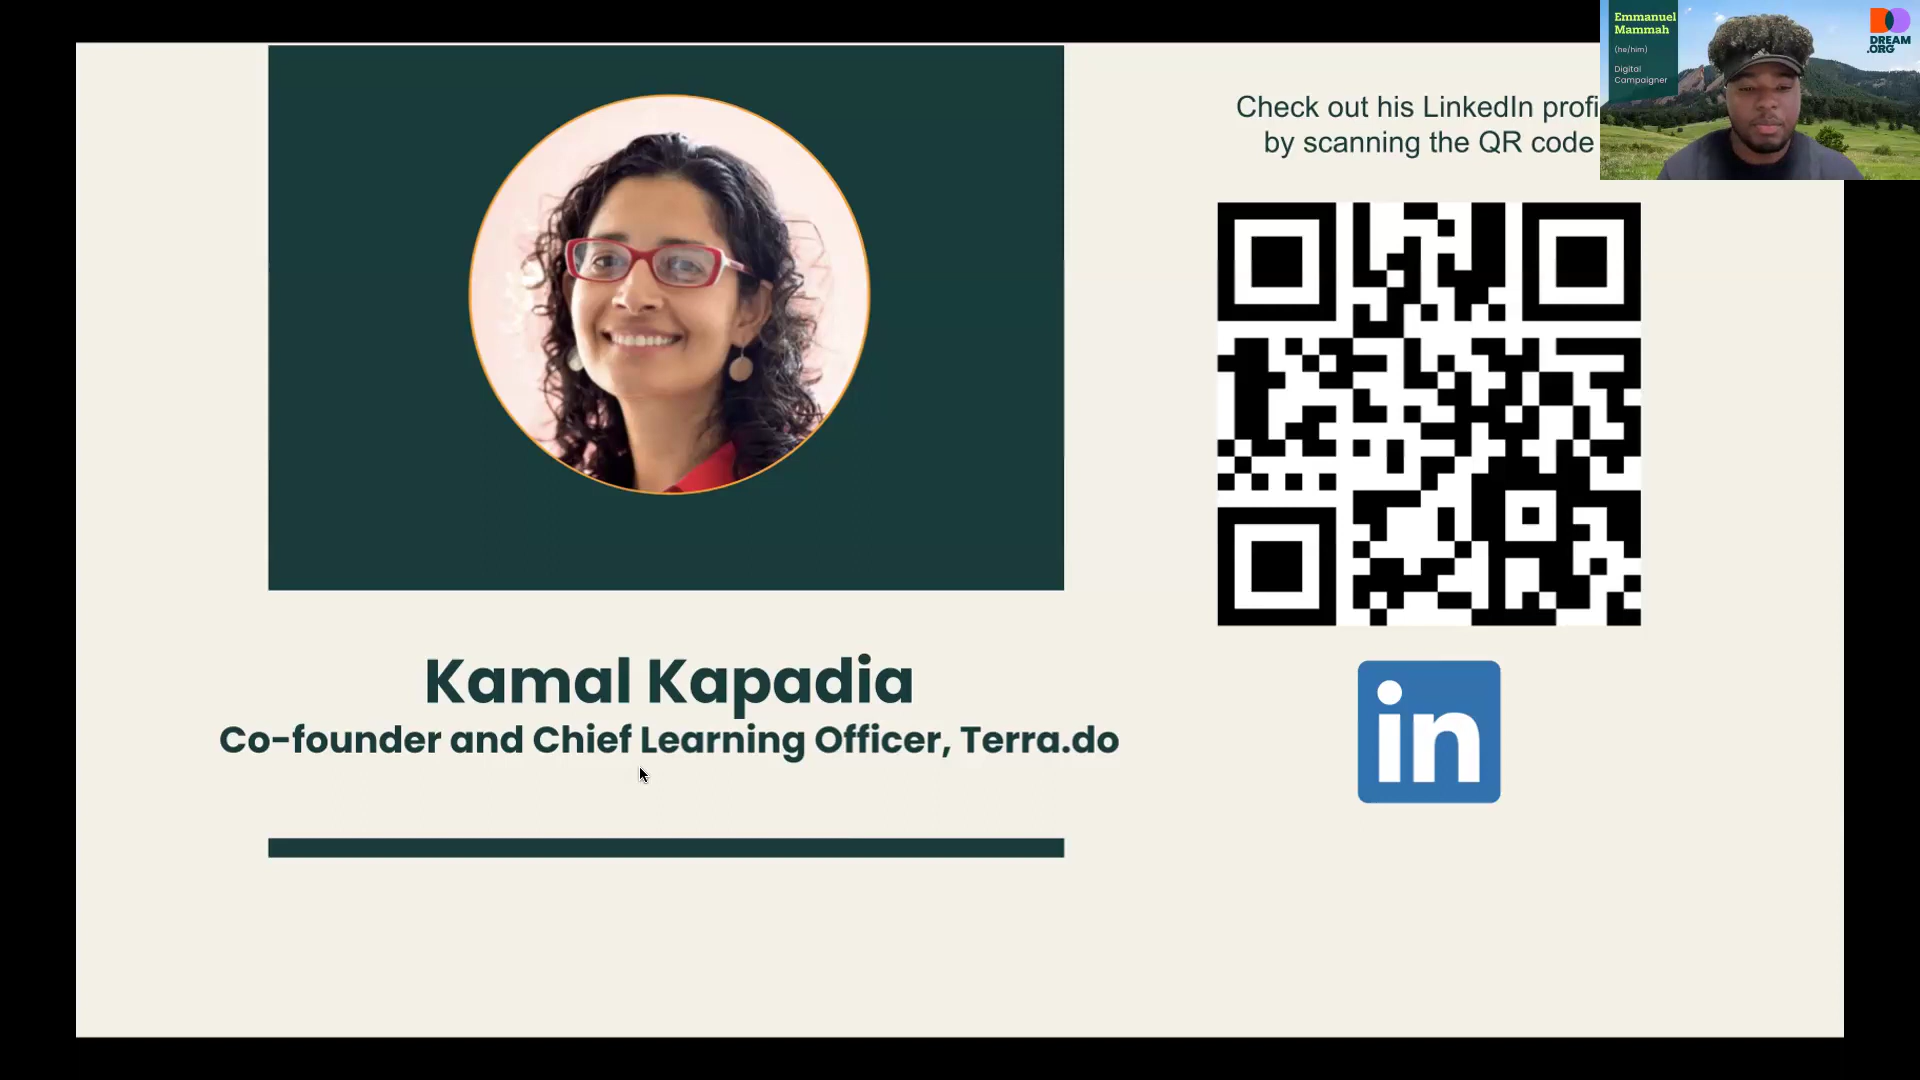 Check out his LinkedIn profi
by scanning the QR code
Emmanuel
Mammah
(he/him)
Digital
Campaigner
DREAM
.ORG
Kamal Kapadia
Co-founder and Chief Learning Officer, Terra.do
in